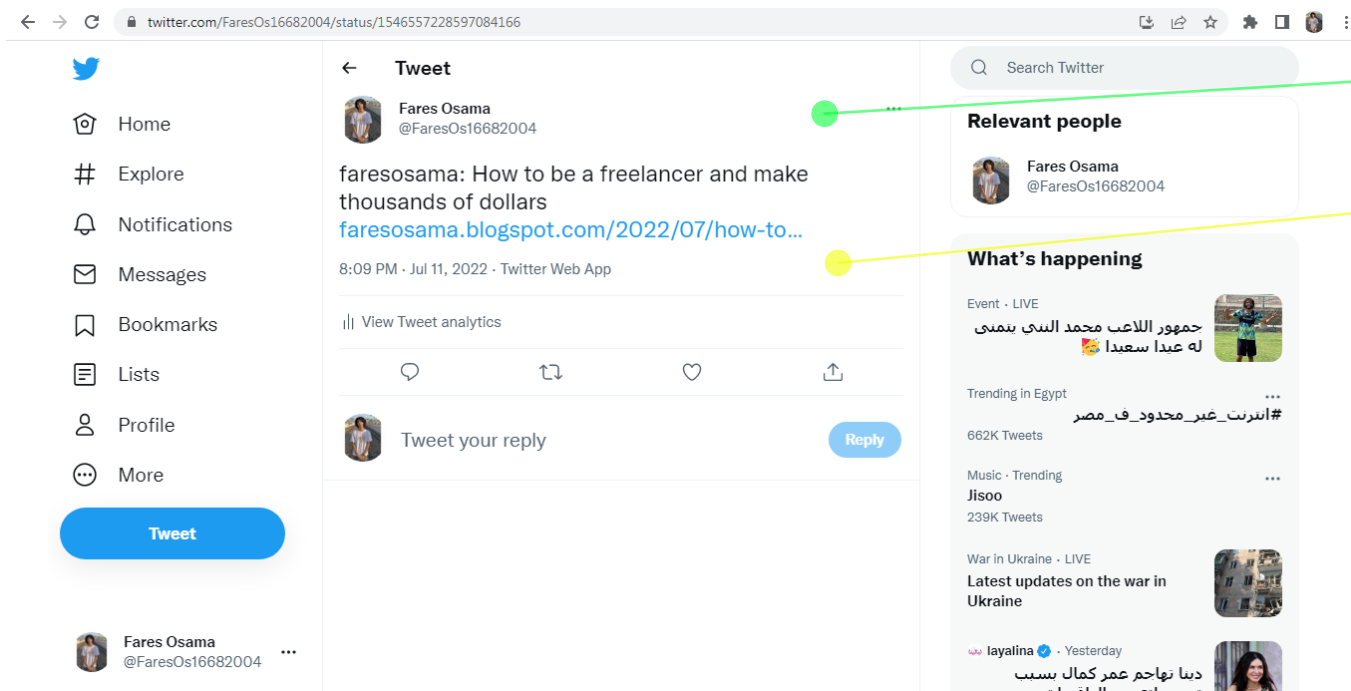 twitter.com/FaresOs16682004/status/1546557228597084166
Home
Explore
Notifications
Messages
Bookmarks
Lists
Profile
More
Tweet
Fares Osama
@FaresOs16682004
Tweet
Fares Osama
@FaresOs16682004
faresosama: How to be a freelancer and make
thousands of dollars
faresosama.blogspot.com/2022/07/how-to...
8:09 PM · Jul 11, 2022 · Twitter Web App
View Tweet analytics
Tweet your reply
Reply
Search Twitter
Relevant people
Fares Osama
@FaresOs16682004
What's happening
Event · LIVE
جمهور اللاعب محمد النني يتمنى
له عيدا سعيدا 🥳
Trending in Egypt
#انترنت_غير_محدود_ف_مصر
662K Tweets
Music · Trending
Jisoo
239K Tweets
War in Ukraine · LIVE
Latest updates on the war in
Ukraine
layalina · Yesterday
دينا تهاجم عمر كمال بسبب